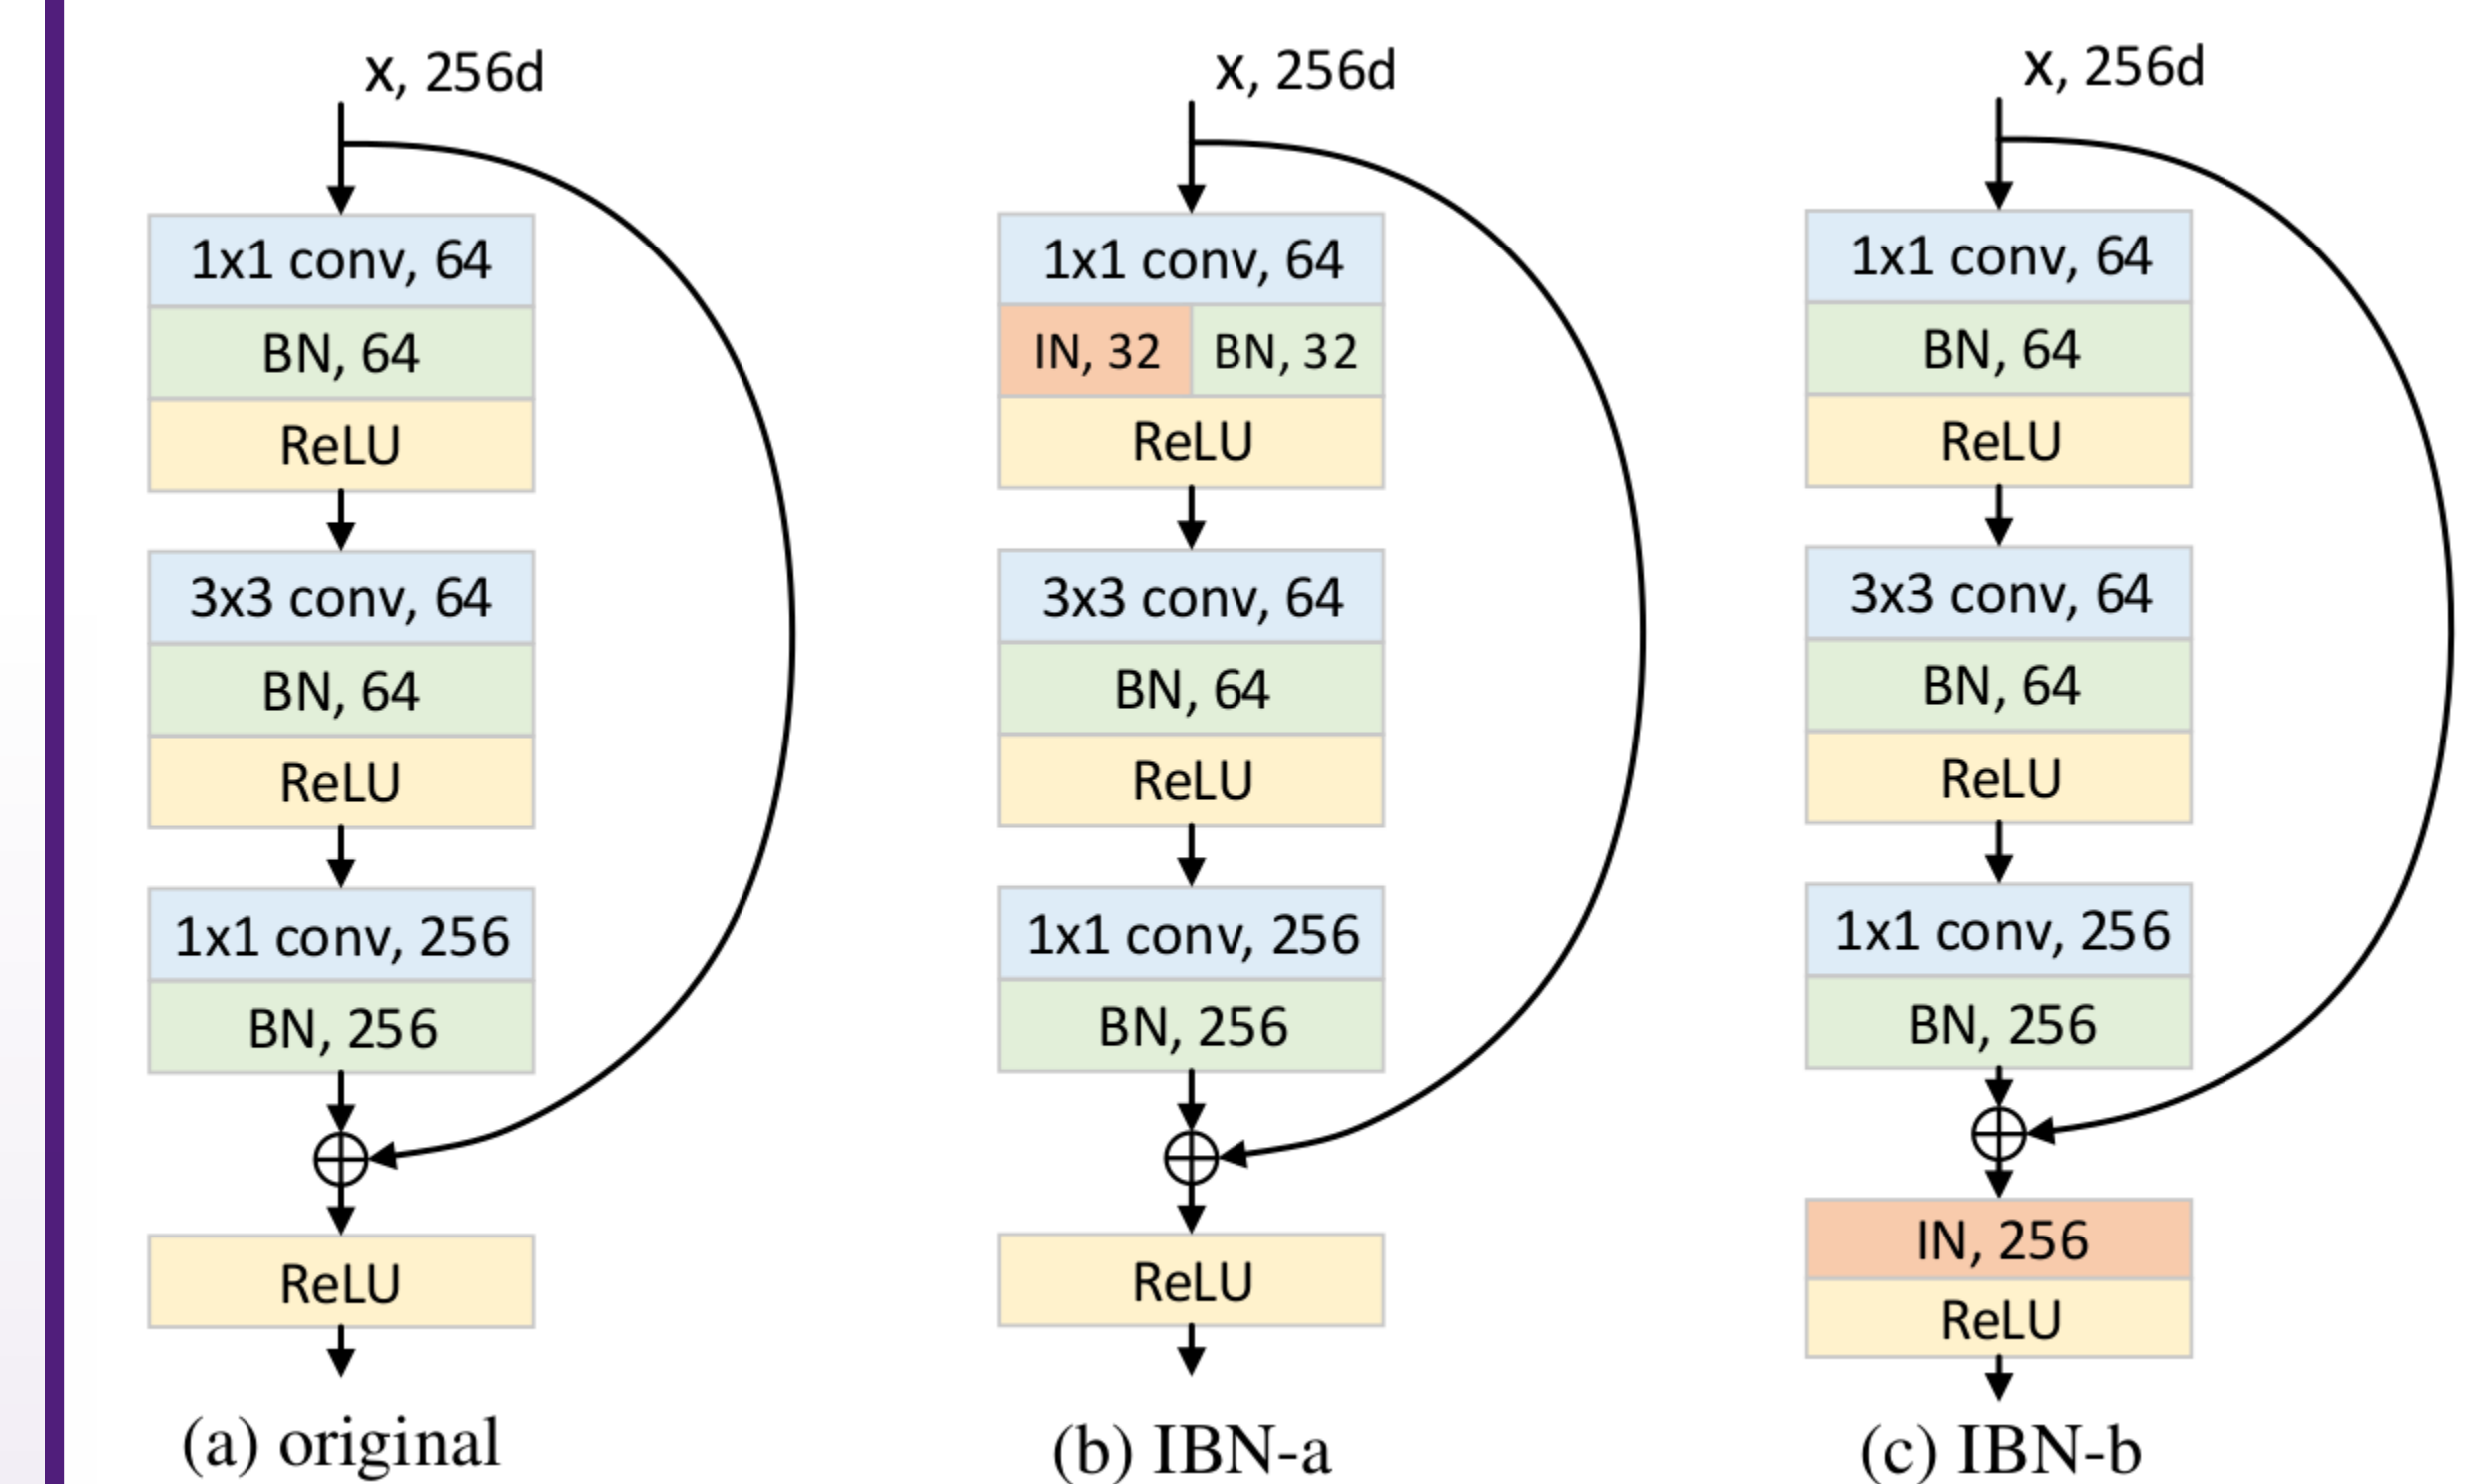 x, 256d
1x1 conv, 64
BN, 64
ReLU
3x3 conv, 64
BN, 64
ReLU
1x1 conv, 256
BN, 256
ReLU
(a) original
x, 256d
1x1 conv, 64
IN, 32 BN, 32
ReLU
3x3 conv, 64
BN, 64
ReLU
1x1 conv, 256
BN, 256
ReLU
(b) IBN-a
x, 256d
1x1 conv, 64
BN, 64
ReLU
3x3 conv, 64
BN, 64
ReLU
1x1 conv, 256
BN, 256
IN, 256
ReLU
(c) IBN-b